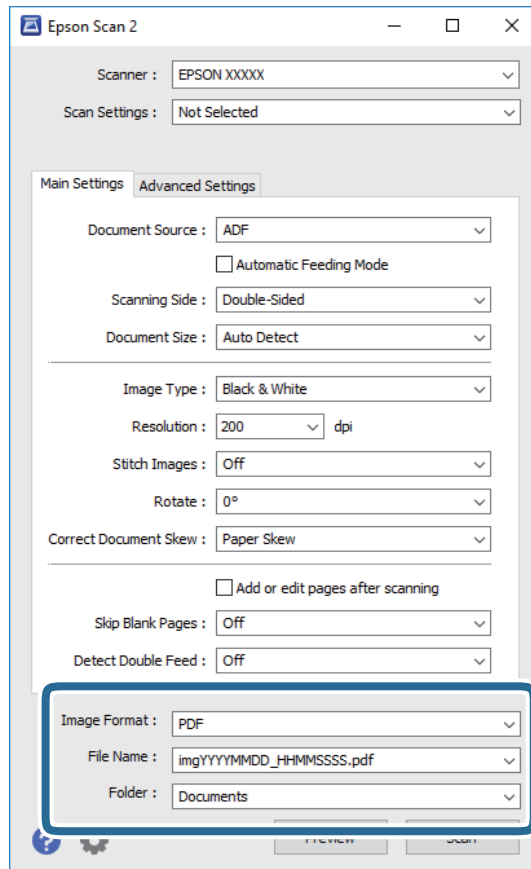 Epson Scan 2
Scanner : EPSON XXXXX
Scan Settings : Not Selected
Main Settings Advanced Settings
Document Source : ADF
Automatic Feeding Mode
Scanning Side : Double-Sided
Document Size : Auto Detect
Image Type : Black & White
Resolution : 200 dpi
Stitch Images : Off
Rotate : 0°
Correct Document Skew : Paper Skew
Add or edit pages after scanning
Skip Blank Pages : Off
Detect Double Feed : Off
Image Format : PDF
File Name : imgYYYYMMDD_HHMMSSSS.pdf
Folder : Documents
? Preview Scan